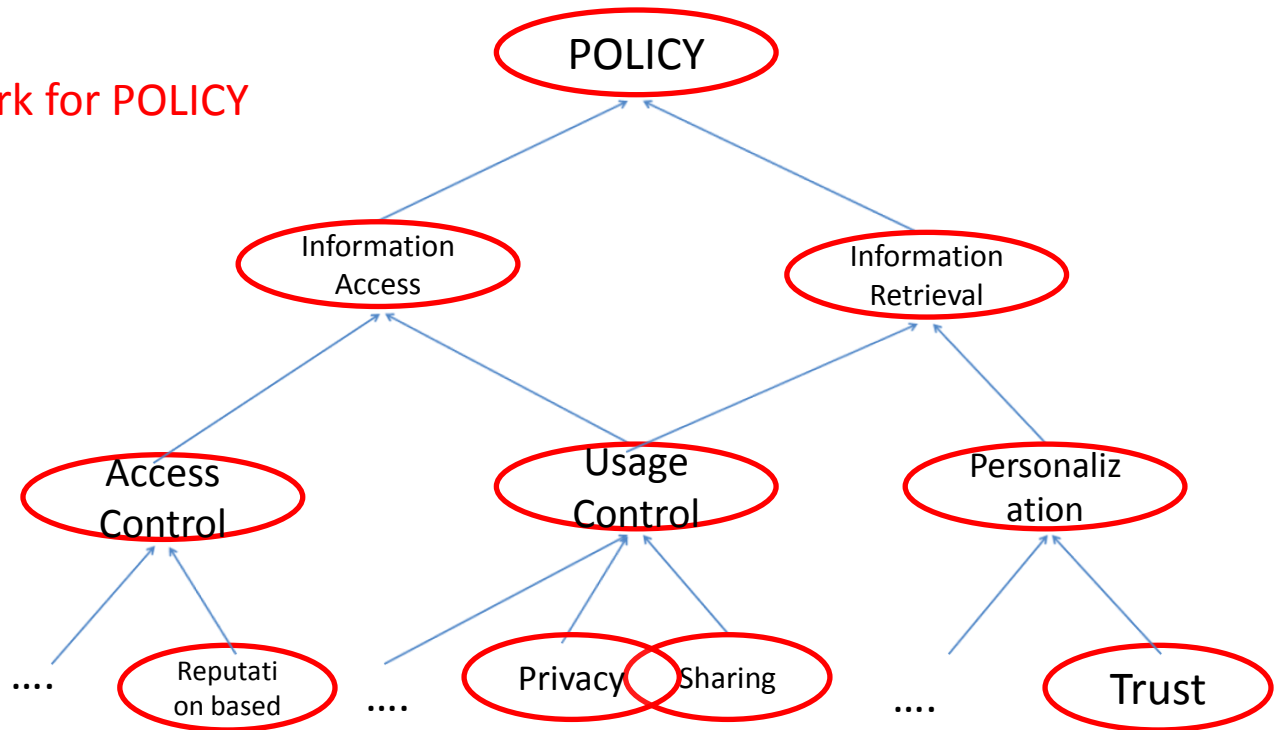 POLICY
rk for POLICY
Information
Access
Information
Retrieval
Access
Control
Usage
Control
Personaliz
ation
....
Reputati
on based
....
Privacy
Sharing
....
Trust